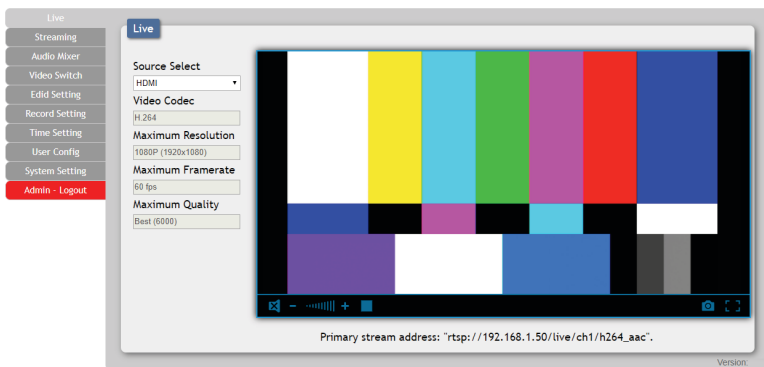 Live
Streaming
Audio Mixer
Video Switch
Edid Setting
Record Setting
Time Setting
User Config
System Setting
Admin - Logout
Live
Source Select
HDMI
Video Codec
H.264
Maximum Resolution
1080P (1920x1080)
Maximum Framerate
60 fps
Maximum Quality
Best (6000)
Primary stream address: "rtsp://192.168.1.50/live/ch1/h264_aac".
Version: